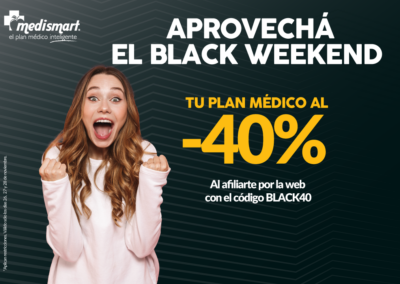 medismart.
el plan médico inteligente
APROVECHÁ
EL BLACK WEEKEND
TU PLAN MÉDICO AL
-40%
Al afiliarte por la web
con el código BLACK40